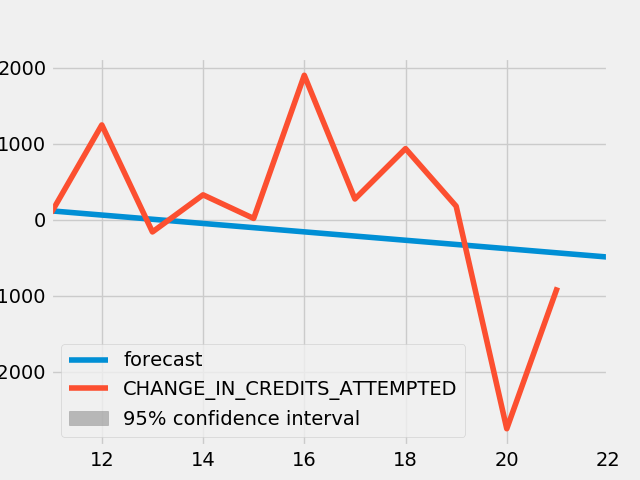 2000
1000
0
1000
2000
forecast
CHANGE_IN_CREDITS_ATTEMPTED
95% confidence interval
12 14 16 18 20 22